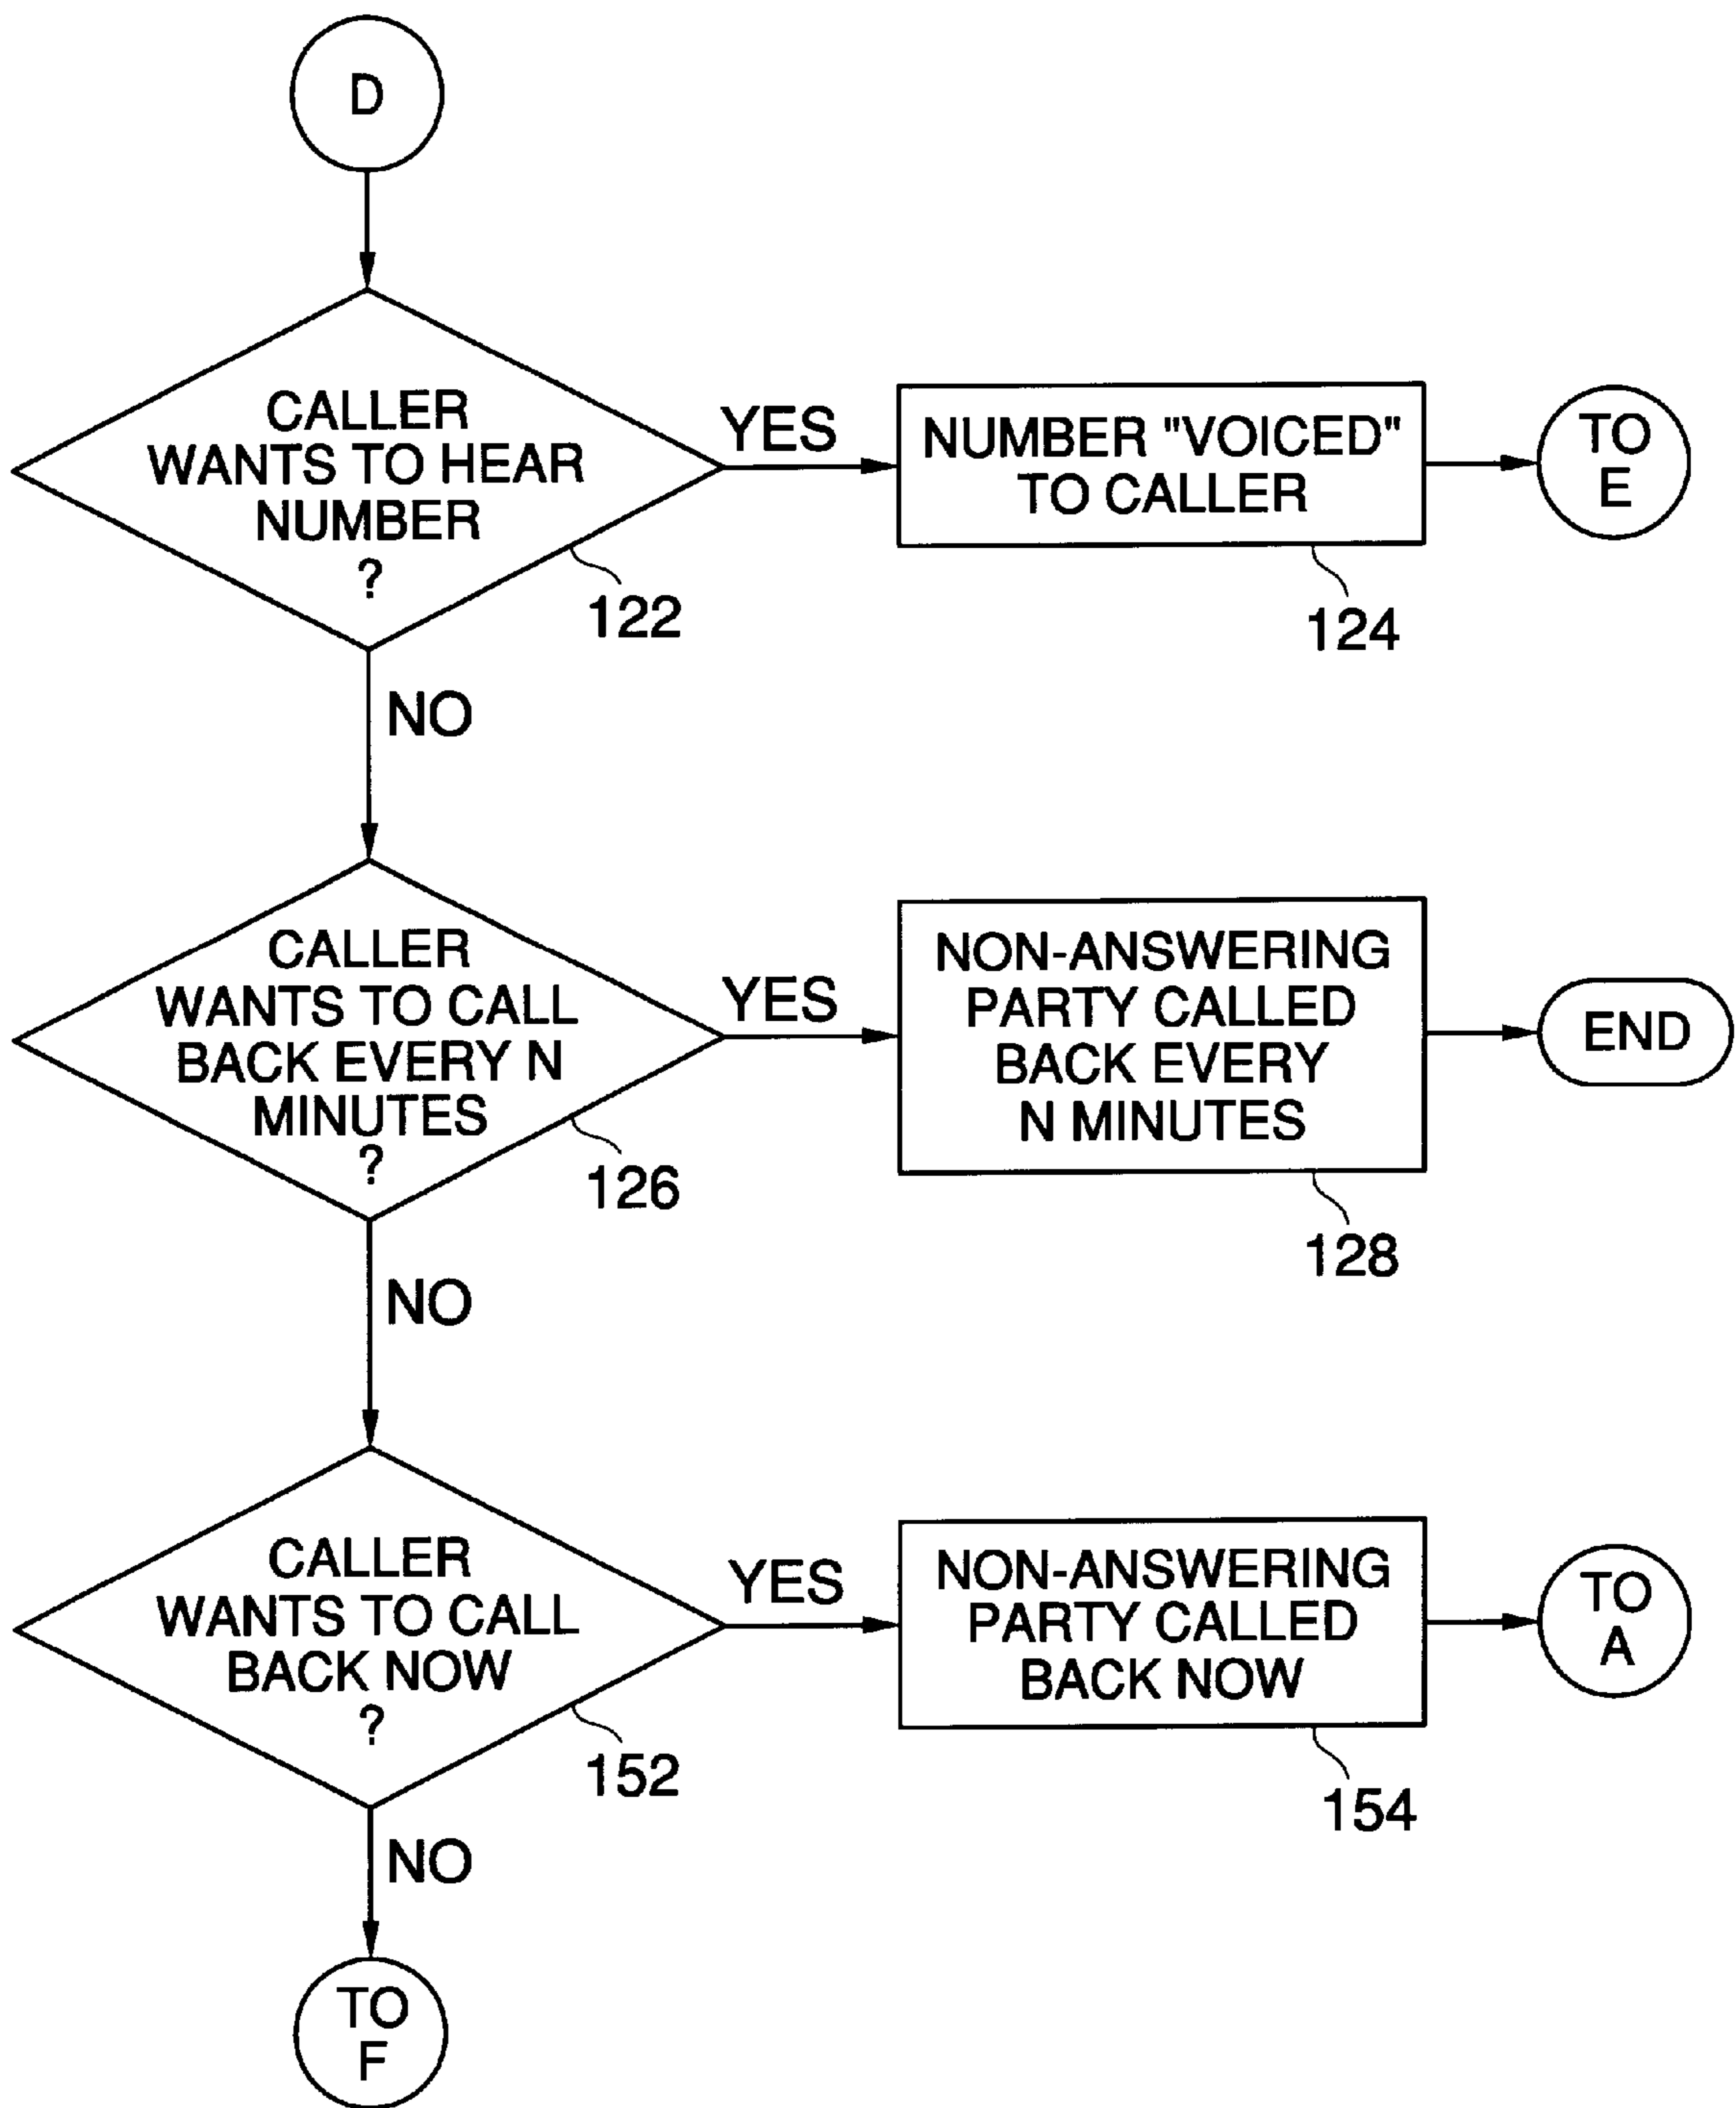 D
CALLER
WANTS TO HEAR
NUMBER
?
122
YES
NUMBER "VOICED"
TO CALLER
124
TO
E
NO
CALLER
WANTS TO CALL
BACK EVERY N
MINUTES
?
126
YES
NON-ANSWERING
PARTY CALLED
BACK EVERY
N MINUTES
128
END
NO
CALLER
WANTS TO CALL
BACK NOW
?
152
YES
NON-ANSWERING
PARTY CALLED
BACK NOW
154
TO
A
NO
TO
F